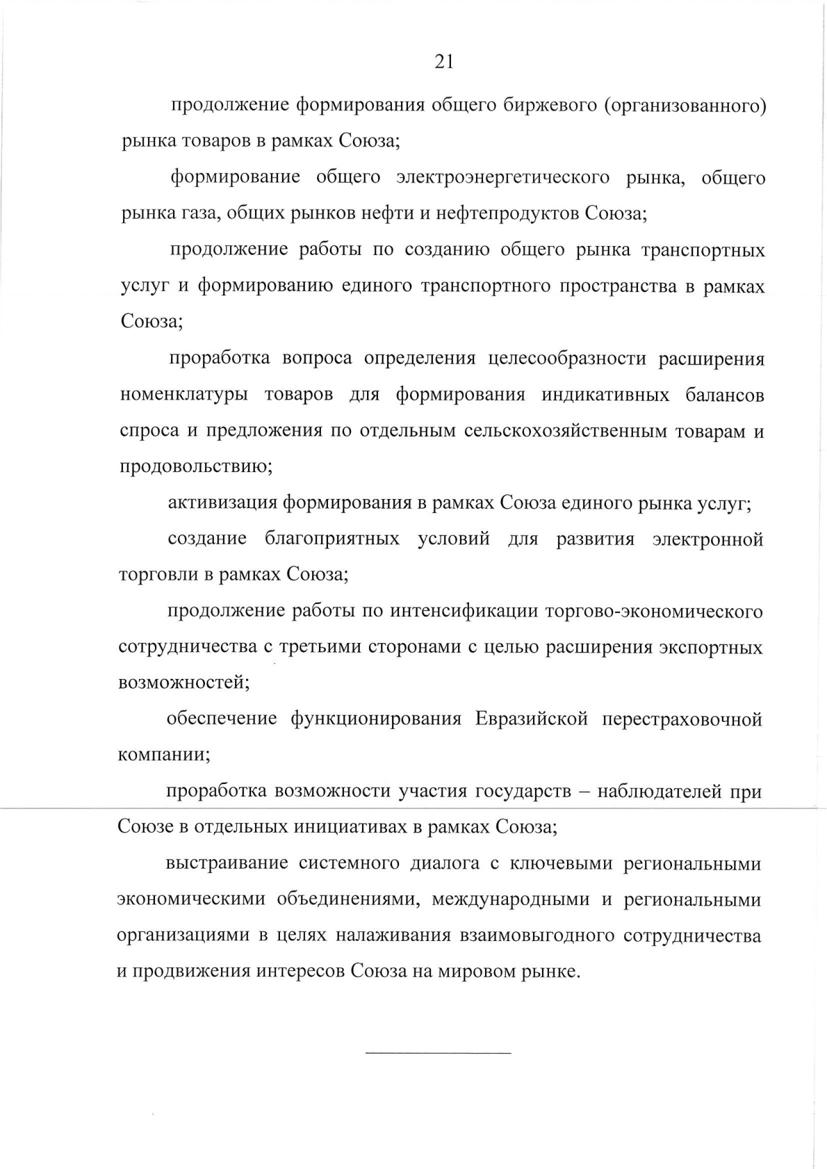 21
продолжение формирования общего биржевого (организованного)
рынка товаров в рамках Союза;
формирование общего электроэнергетического рынка, общего
рынка газа, общих рынков нефти и нефтепродуктов Союза;
продолжение работы по созданию общего рынка транспортных
услуг и формированию единого транспортного пространства в рамках
Союза;
проработка вопроса определения целесообразности расширения
номенклатуры товаров для формирования индикативных балансов
спроса и предложения по отдельным сельскохозяйственным товарам и
продовольствию;
активизация формирования в рамках Союза единого рынка услуг;
создание благоприятных условий для развития электронной
торговли в рамках Союза;
продолжение работы по интенсификации торгово-экономического
сотрудничества с третьими сторонами с целью расширения экспортных
возможностей;
обеспечение функционирования Евразийской перестраховочной
компании;
проработка возможности участия государств – наблюдателей при
Союзе в отдельных инициативах в рамках Союза;
выстраивание системного диалога с ключевыми региональными
экономическими объединениями, международными и региональными
организациями в целях налаживания взаимовыгодного сотрудничества
и продвижения интересов Союза на мировом рынке.